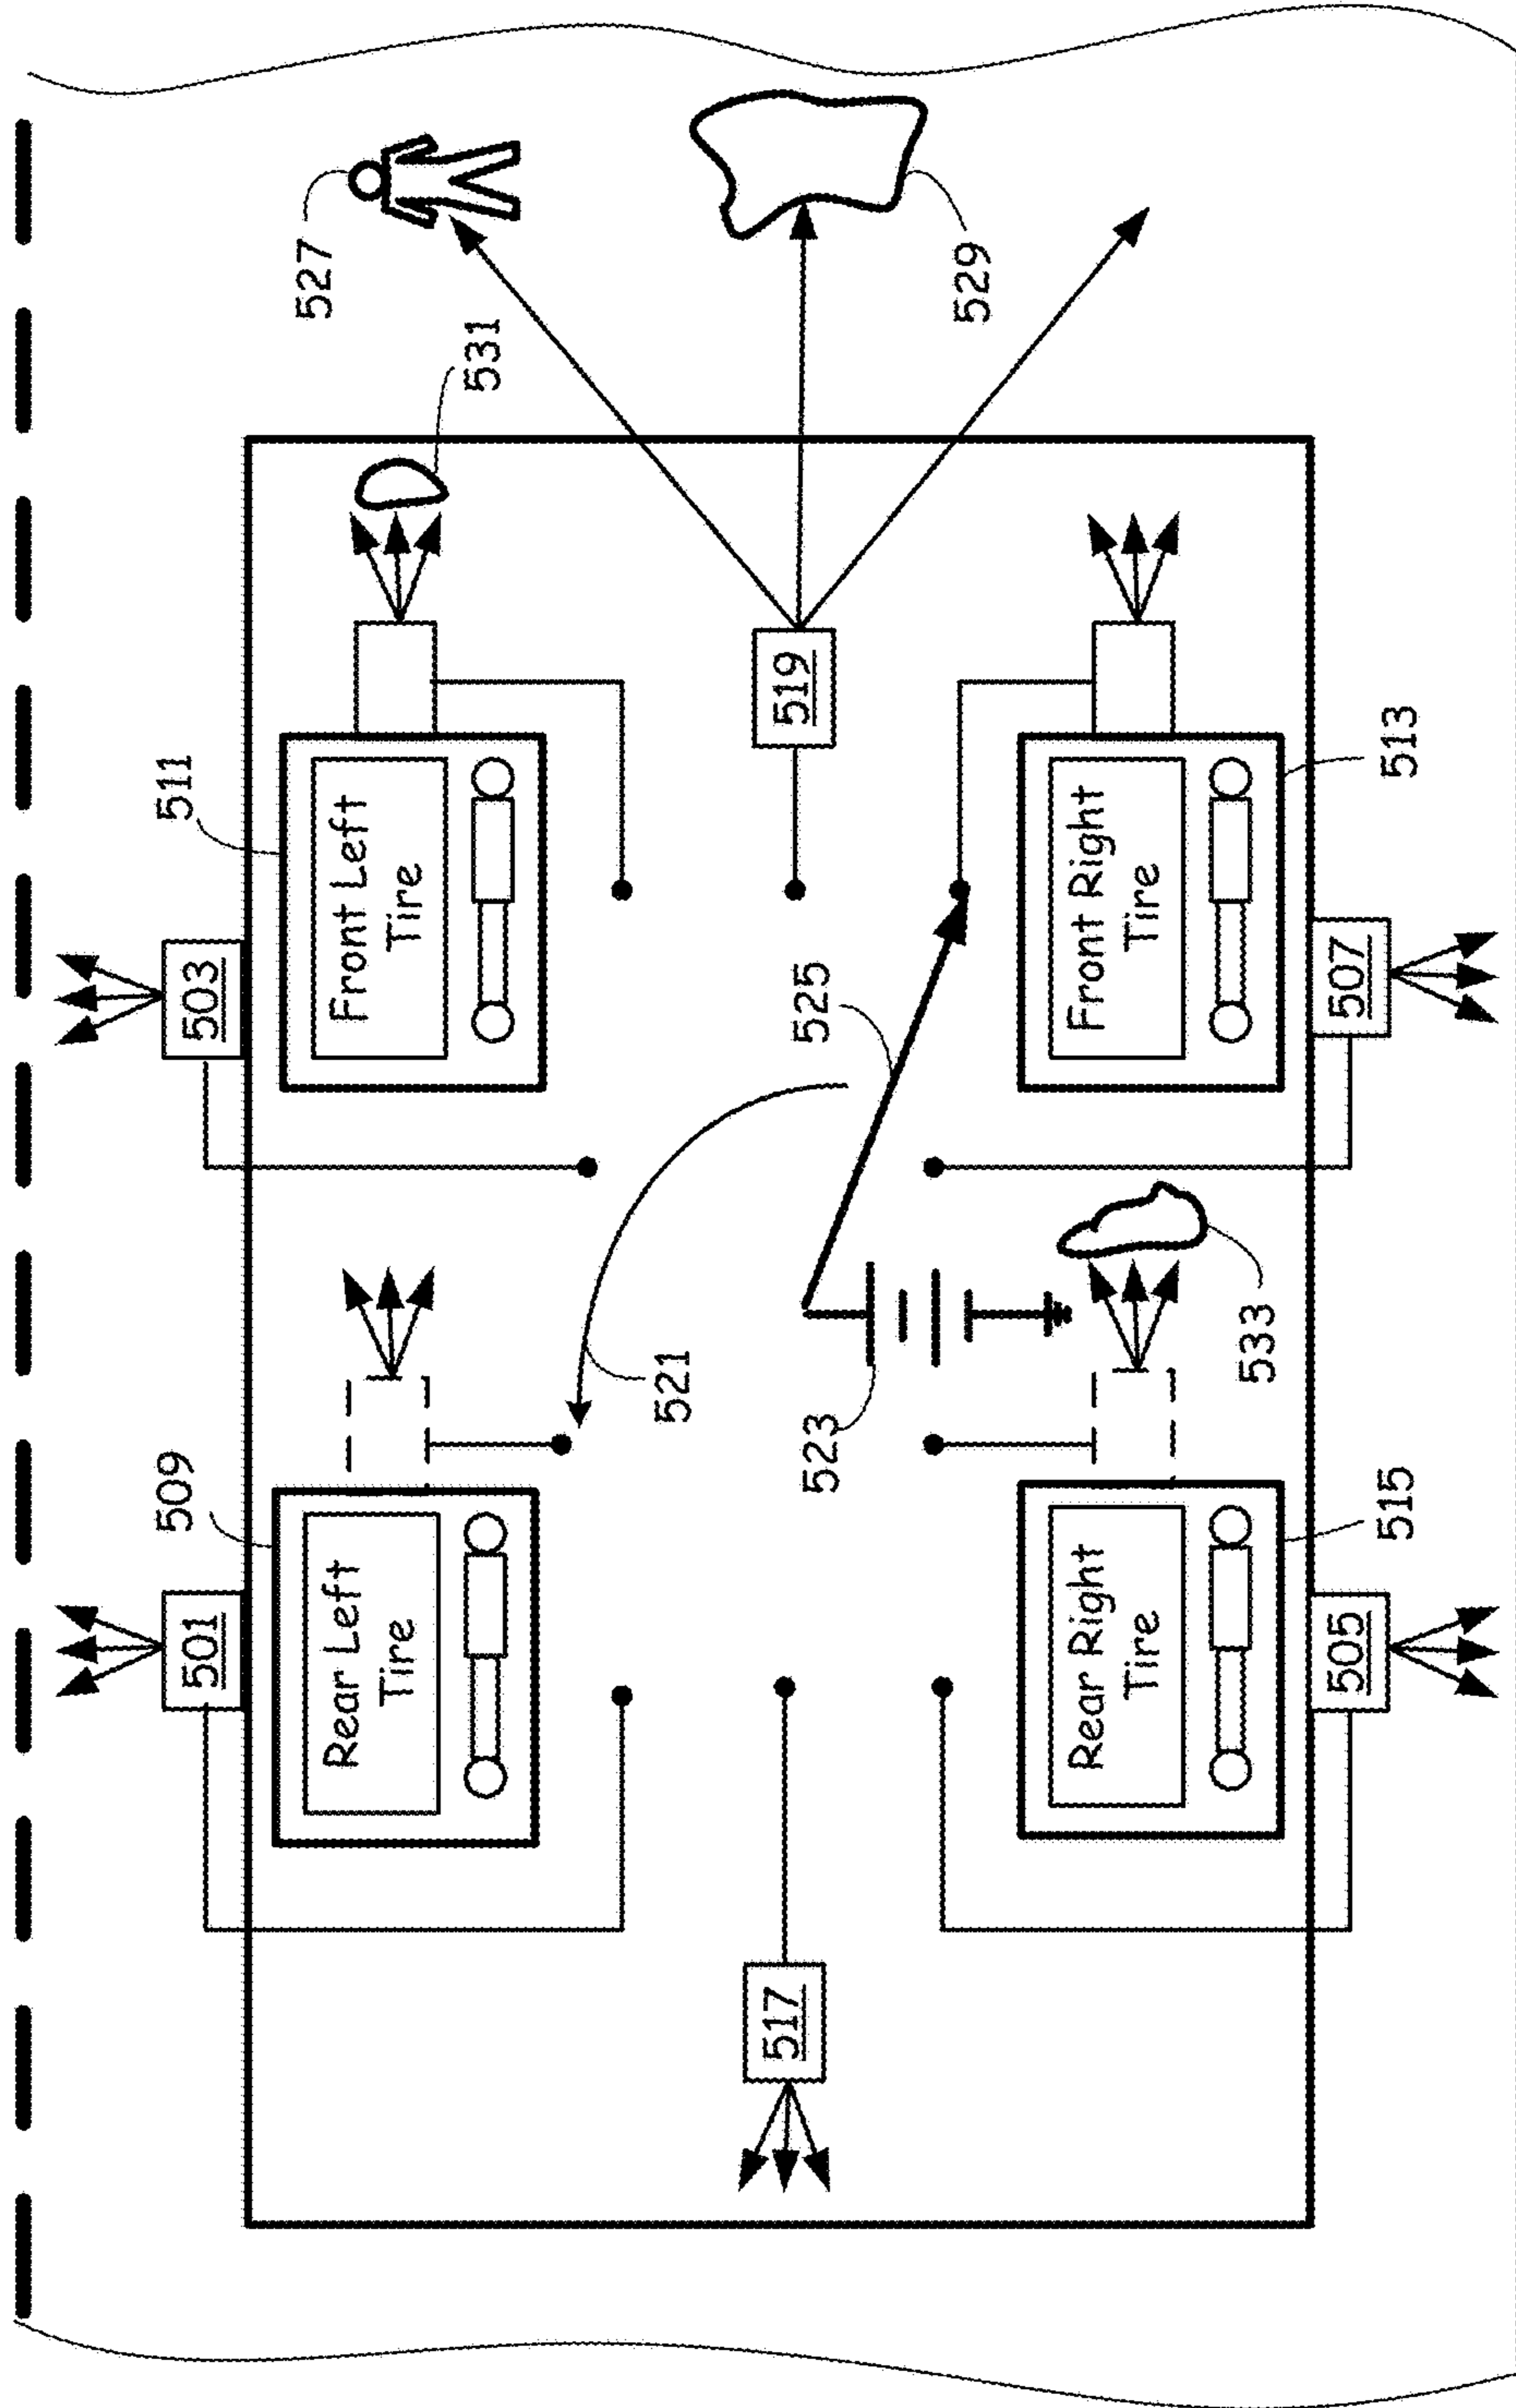 527
531
529
511
Front Left
Tire
503
519
513
Front Right
Tire
507
525
521
523
533
509
Rear Left
Tire
501
515
Rear Right
Tire
505
517